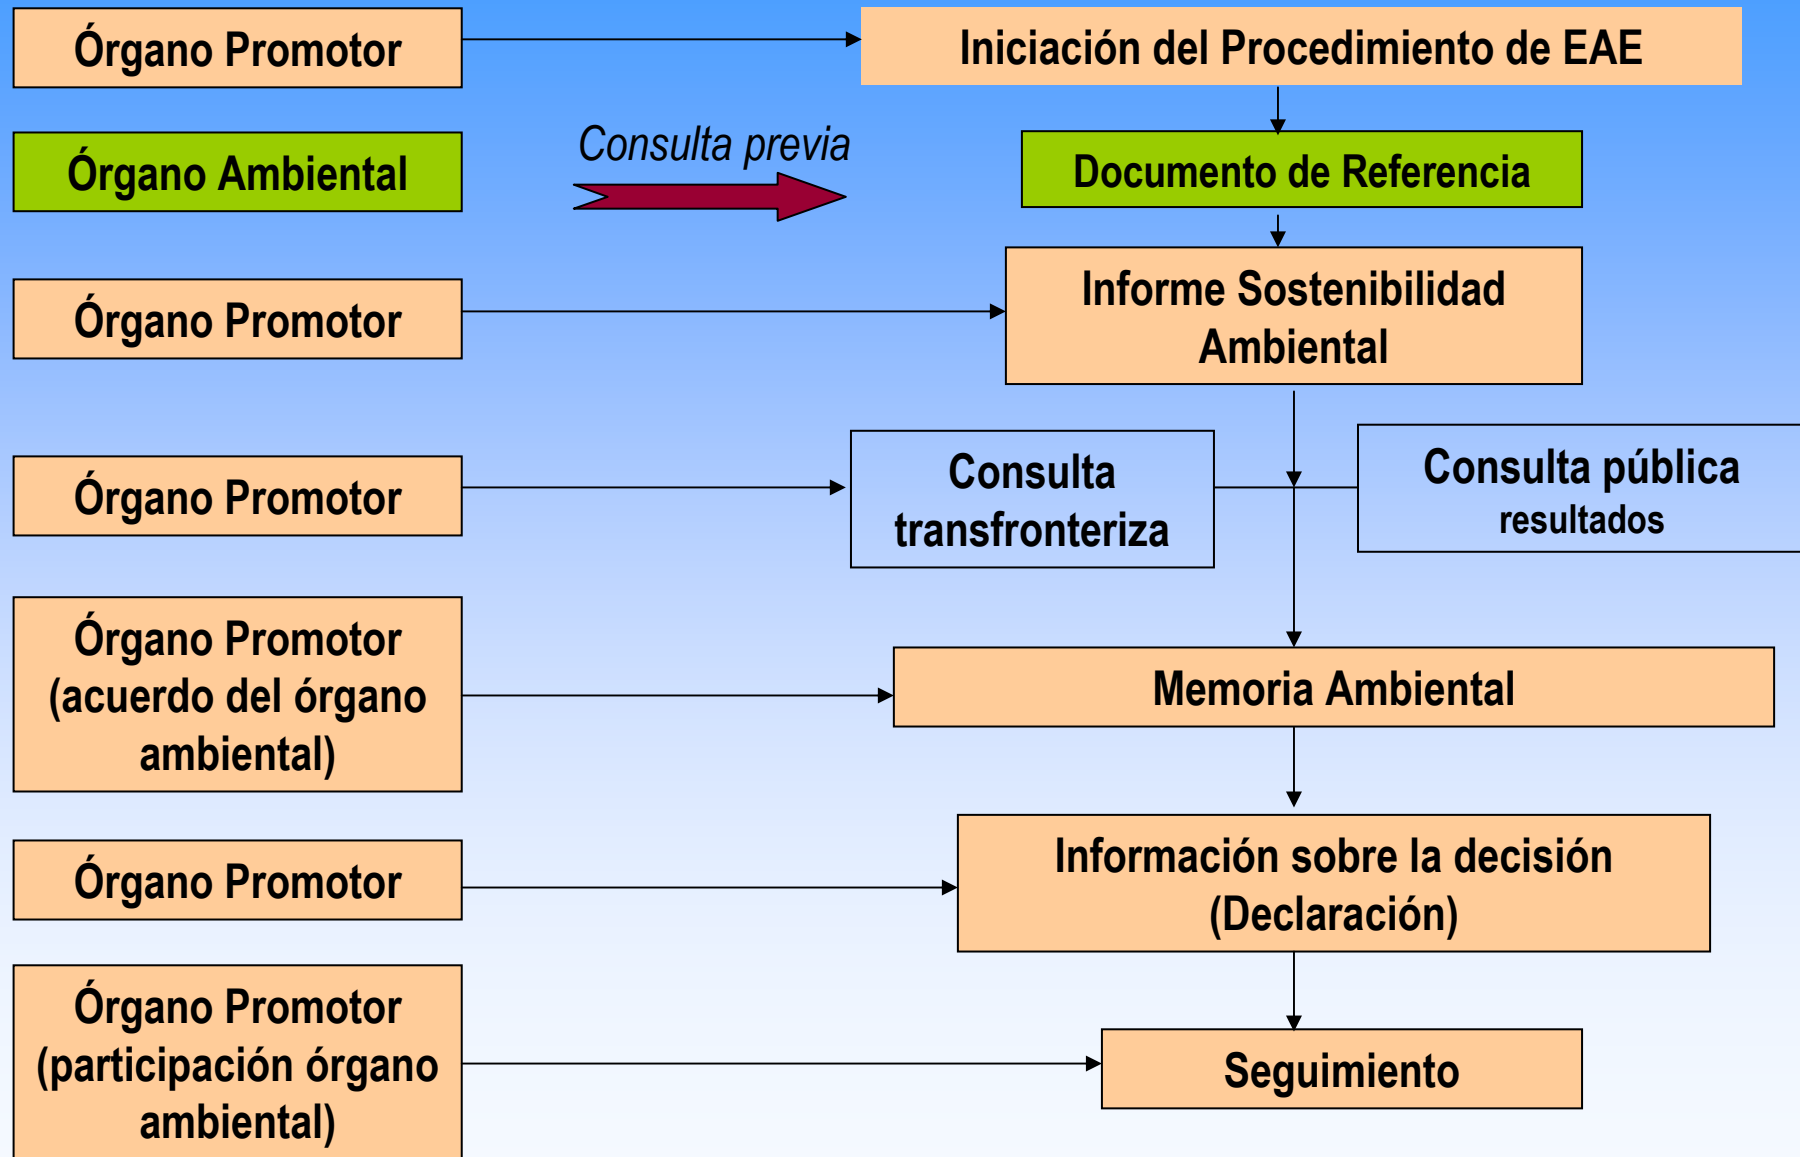 Órgano Promotor
Iniciación del Procedimiento de EAE
Órgano Ambiental
Consulta previa
Documento de Referencia
Órgano Promotor
Informe Sostenibilidad
Ambiental
Órgano Promotor
Consulta
transfronteriza
Consulta pública
resultados
Órgano Promotor
(acuerdo del órgano
ambiental)
Memoria Ambiental
Órgano Promotor
Información sobre la decisión
(Declaración)
Órgano Promotor
(participación órgano
ambiental)
Seguimiento